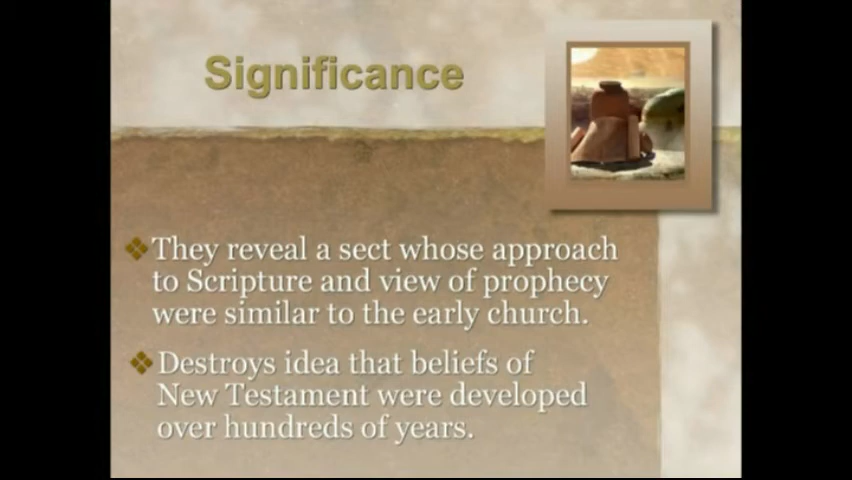 Significance
They reveal a sect whose approach
to Scripture and view of prophecy
were similar to the early church.
Destroys idea that beliefs of
New Testament were developed
over hundreds of years.